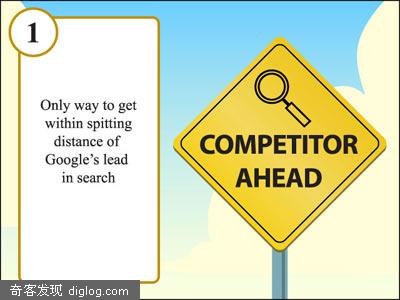 1
Only way to get
within spitting
distance of
Google's lead
in search
COMPETITOR
AHEAD
奇客发现 diglog.com